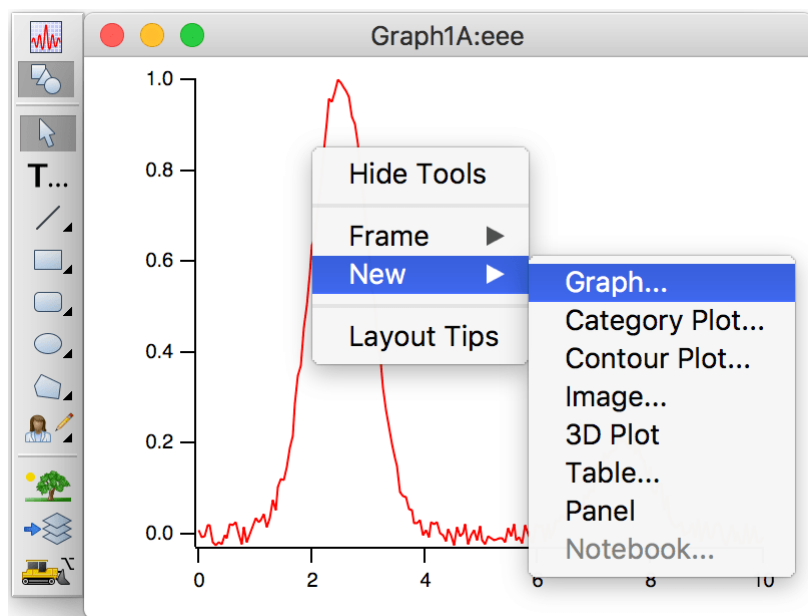 Graph1A:eee
T...
1.0
0.8
0.6
0.4
0.2
0.0
0
2
4
6
8
10
Hide Tools
Frame
New
Layout Tips
Graph...
Category Plot...
Contour Plot...
Image...
3D Plot
Table...
Panel
Notebook...